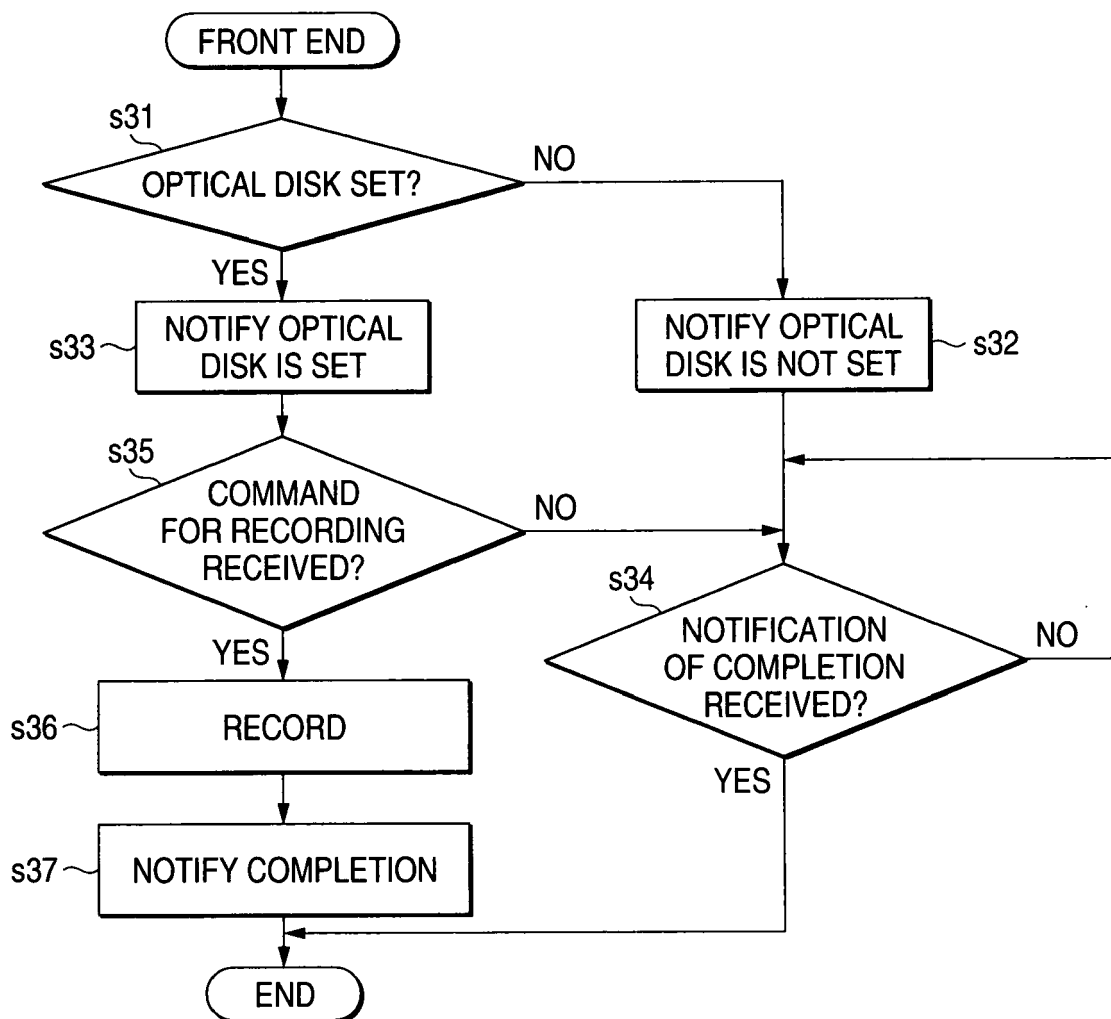 FRONT END
s31
OPTICAL DISK SET?
NO
YES
s33
NOTIFY OPTICAL
DISK IS SET
NOTIFY OPTICAL
DISK IS NOT SET
s32
s35
COMMAND
FOR RECORDING
RECEIVED?
NO
YES
s34
NOTIFICATION
OF COMPLETION
RECEIVED?
NO
YES
s36
RECORD
s37
NOTIFY COMPLETION
END